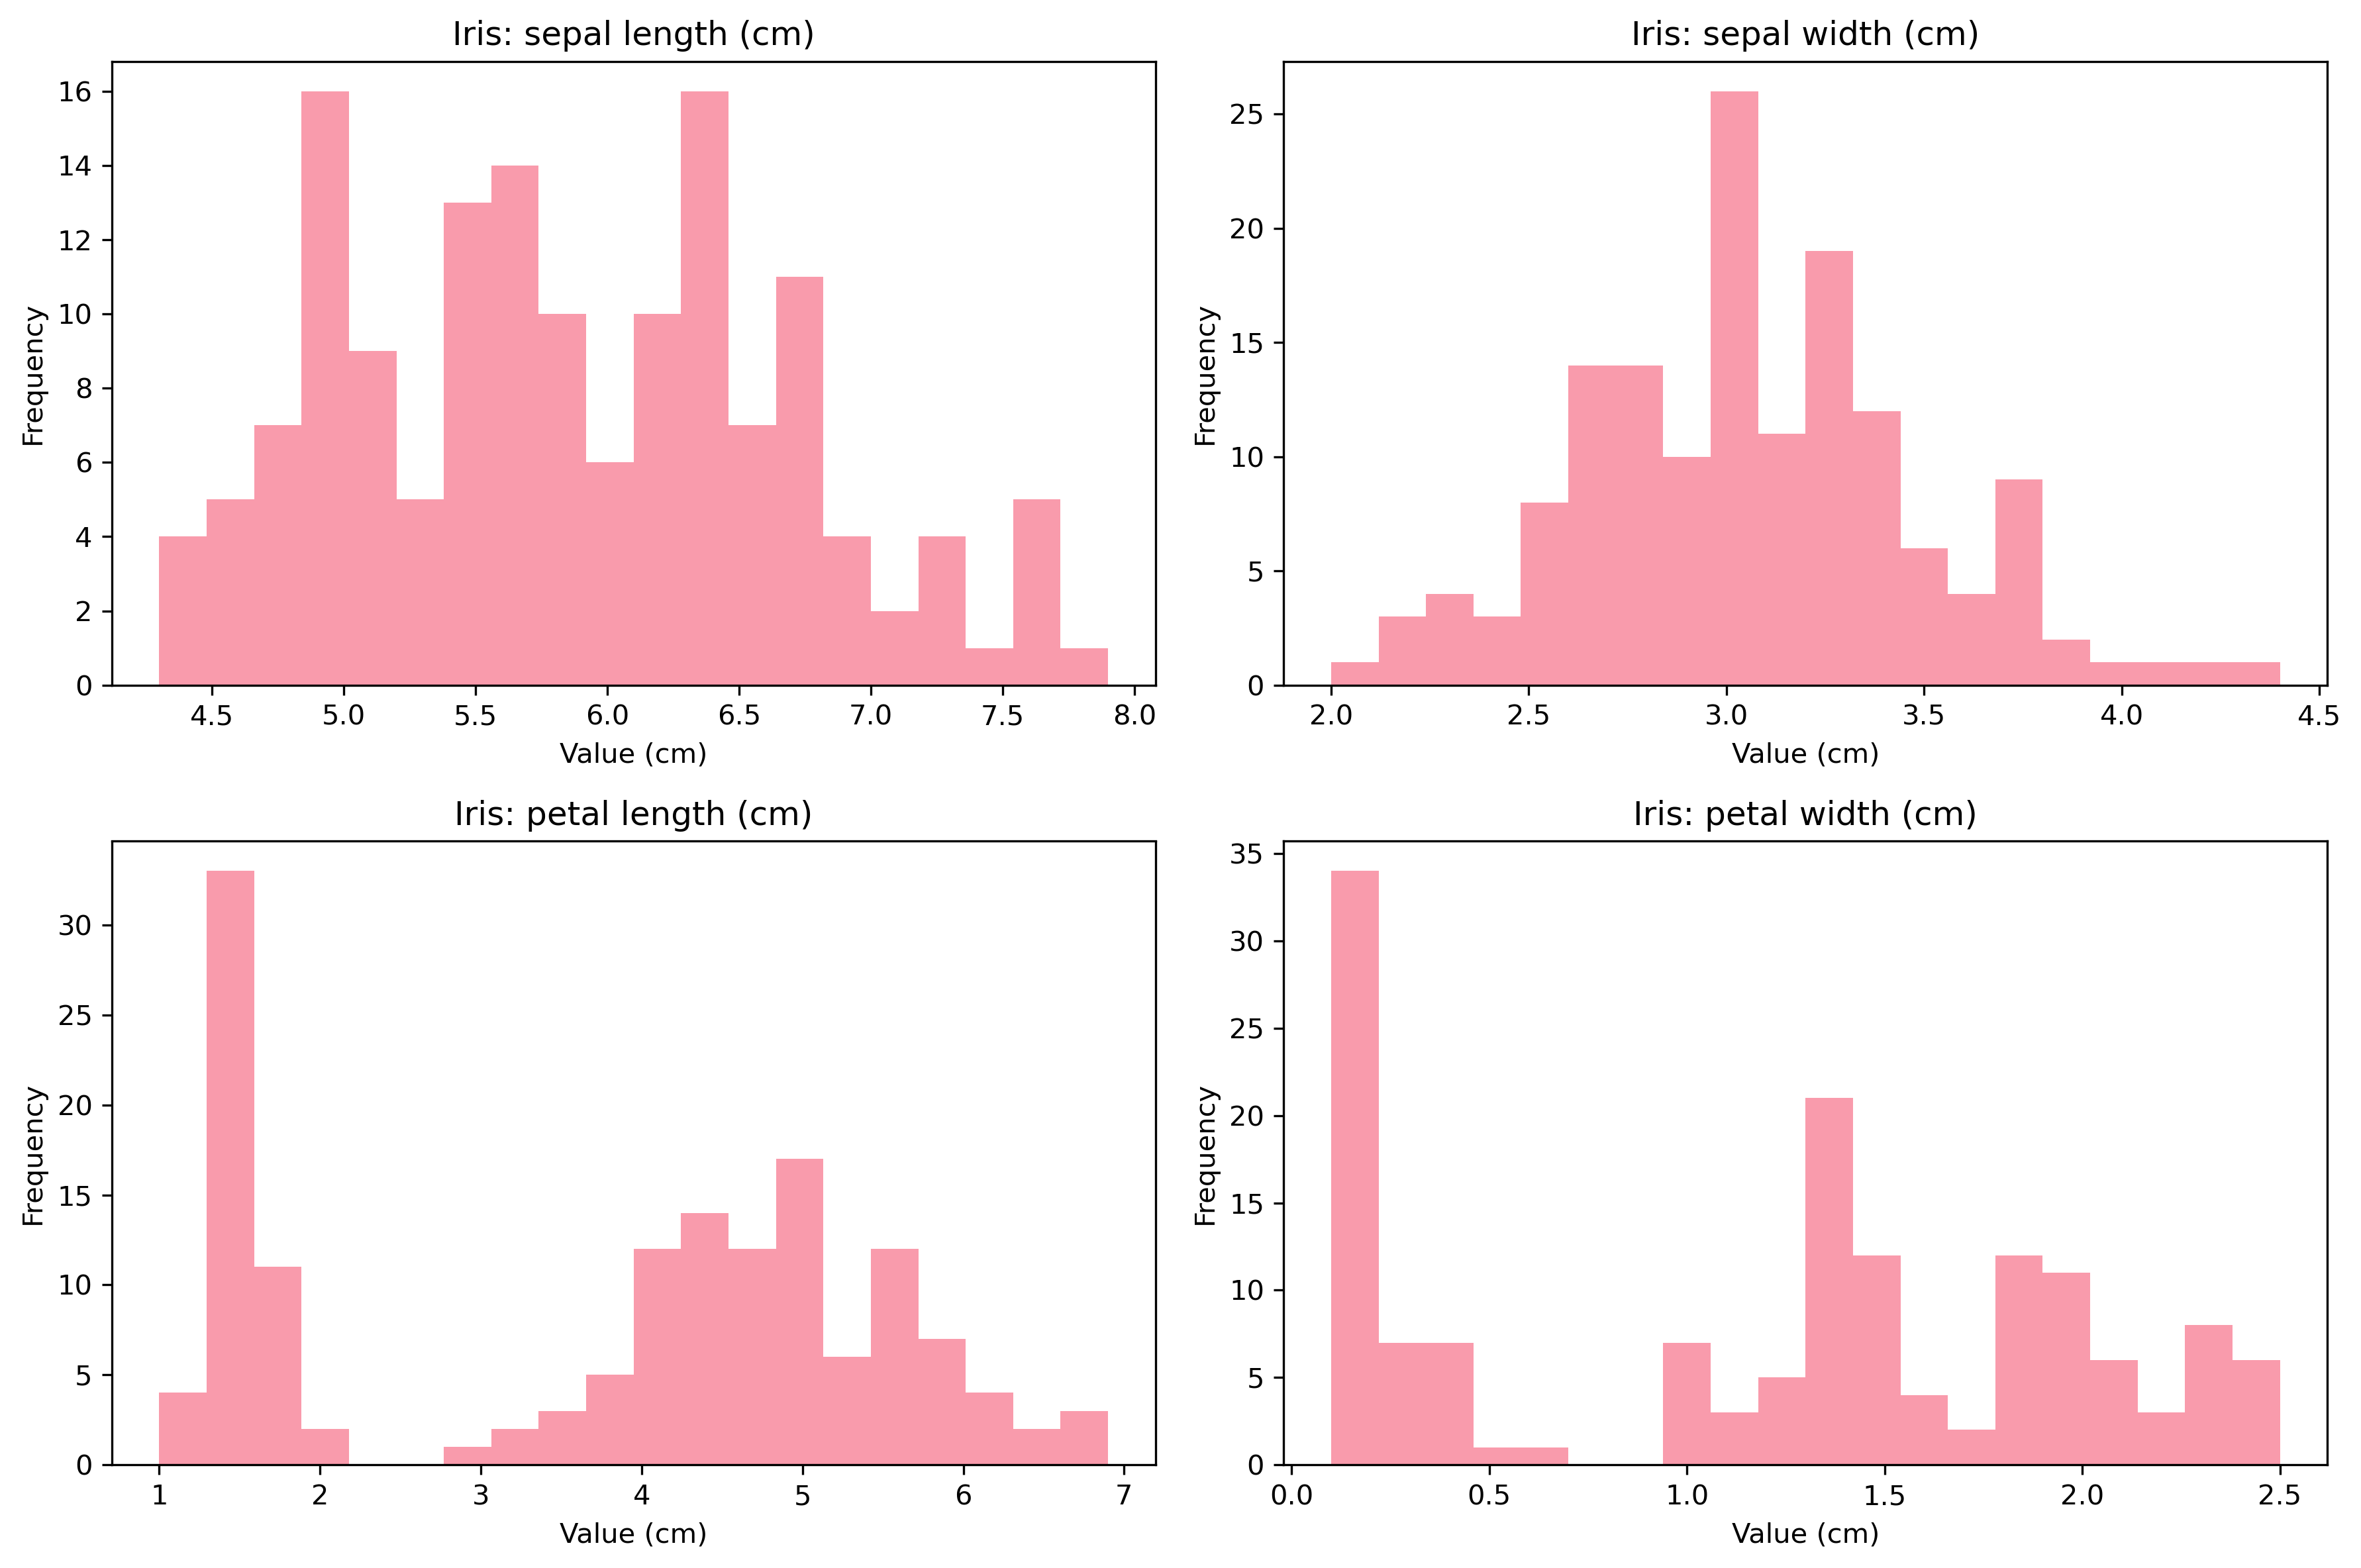 Iris: sepal length (cm)
Frequency
16
14
12
10
8
6
4
2
0
4.5 5.0 5.5 6.0 6.5 7.0 7.5 8.0
Value (cm)
Iris: sepal width (cm)
Frequency
25
20
15
10
5
0
2.0 2.5 3.0 3.5 4.0 4.5
Value (cm)
Iris: petal length (cm)
Frequency
30
25
20
15
10
5
0
1 2 3 4 5 6 7
Value (cm)
Iris: petal width (cm)
Frequency
35
30
25
20
15
10
5
0
0.0 0.5 1.0 1.5 2.0 2.5
Value (cm)